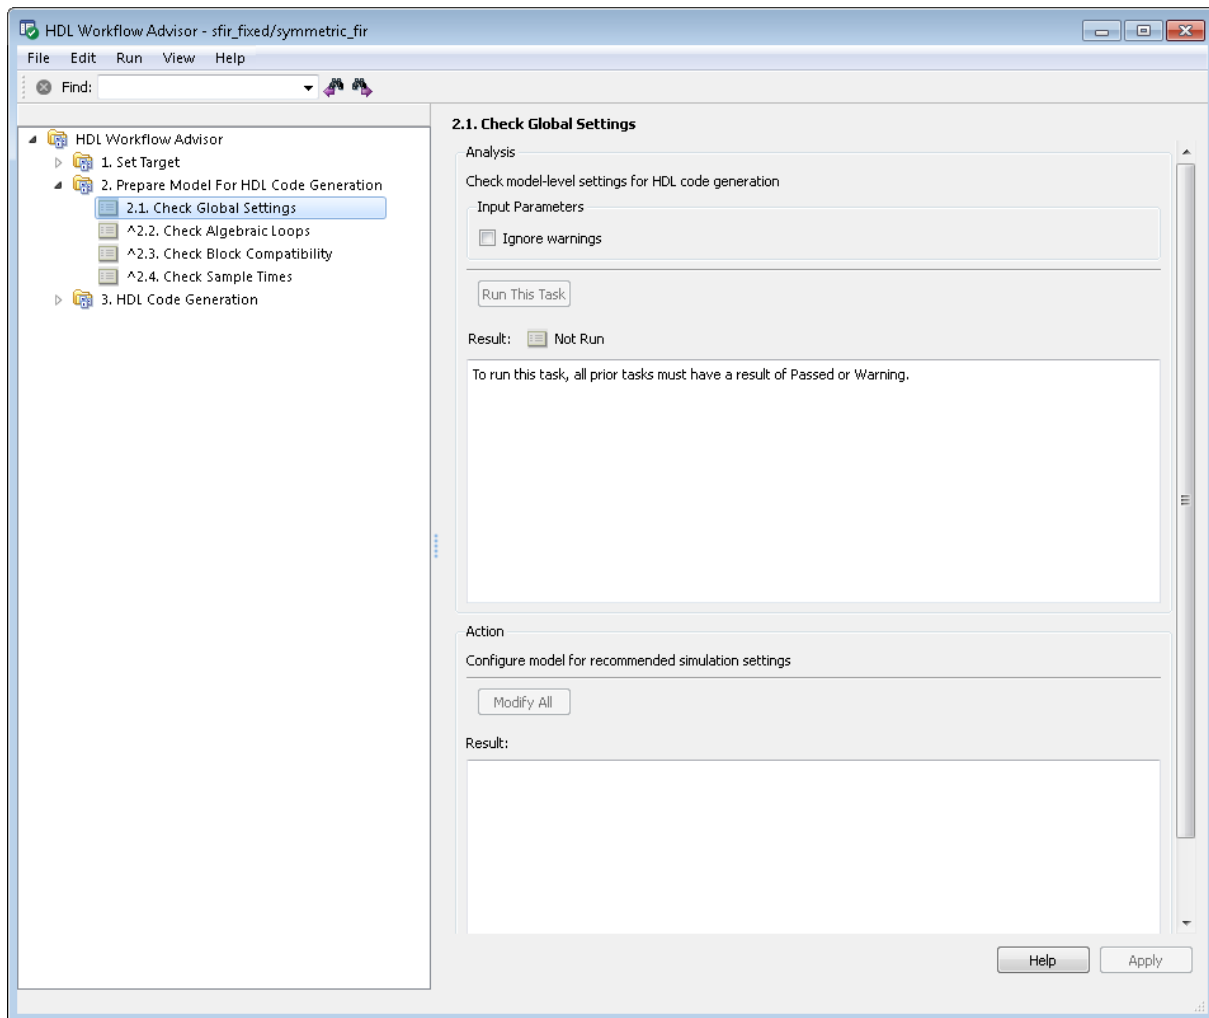 HDL Workflow Advisor - sfir_fixed/symmetric_fir
File Edit Run View Help
Find:
HDL Workflow Advisor
1. Set Target
2. Prepare Model For HDL Code Generation
2.1. Check Global Settings
^2.2. Check Algebraic Loops
^2.3. Check Block Compatibility
^2.4. Check Sample Times
3. HDL Code Generation
2.1. Check Global Settings
Analysis
Check model-level settings for HDL code generation
Input Parameters
Ignore warnings
Run This Task
Result: Not Run
To run this task, all prior tasks must have a result of Passed or Warning.
Action
Configure model for recommended simulation settings
Modify All
Result:
Help Apply